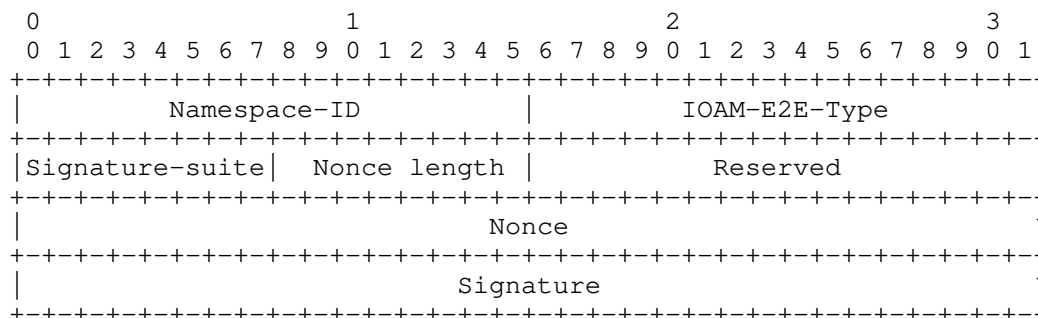 0                   1                   2                   3
0 1 2 3 4 5 6 7 8 9 0 1 2 3 4 5 6 7 8 9 0 1 2 3 4 5 6 7 8 9 0 1
+-+-+-+-+-+-+-+-+-+-+-+-+-+-+-+-+-+-+-+-+-+-+-+-+-+-+-+-+-+-+-+-
| Namespace-ID | IOAM-E2E-Type
+-+-+-+-+-+-+-+-+-+-+-+-+-+-+-+-+-+-+-+-+-+-+-+-+-+-+-+-+-+-+-+-
|Signature-suite| Nonce length | Reserved
+-+-+-+-+-+-+-+-+-+-+-+-+-+-+-+-+-+-+-+-+-+-+-+-+-+-+-+-+-+-+-+-
| Nonce
+-+-+-+-+-+-+-+-+-+-+-+-+-+-+-+-+-+-+-+-+-+-+-+-+-+-+-+-+-+-+-+-
| Signature
+-+-+-+-+-+-+-+-+-+-+-+-+-+-+-+-+-+-+-+-+-+-+-+-+-+-+-+-+-+-+-+-